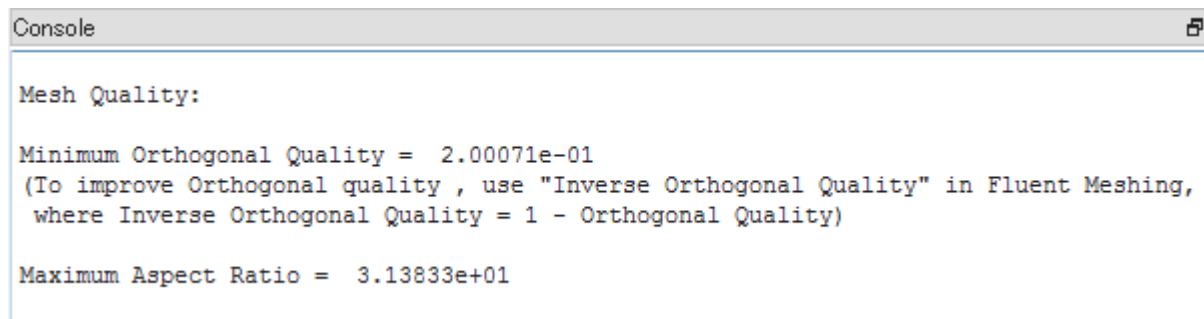 Console
Mesh Quality:
Minimum Orthogonal Quality =  2.00071e-01
(To improve Orthogonal quality , use "Inverse Orthogonal Quality" in Fluent Meshing,
where Inverse Orthogonal Quality = 1 - Orthogonal Quality)
Maximum Aspect Ratio =  3.13833e+01